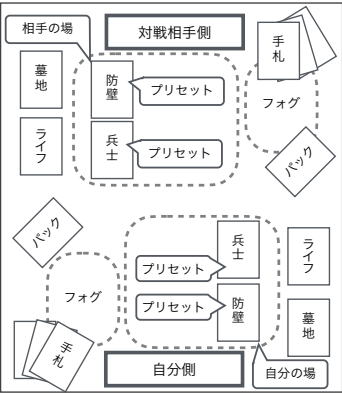 相手の場
対戦相手側
手札
墓地
防壁
プリセット
フォグ
ライフ
兵士
プリセット
パック
パック
兵士
ライフ
プリセット
フォグ
プリセット
防壁
墓地
手札
自分側
自分の場